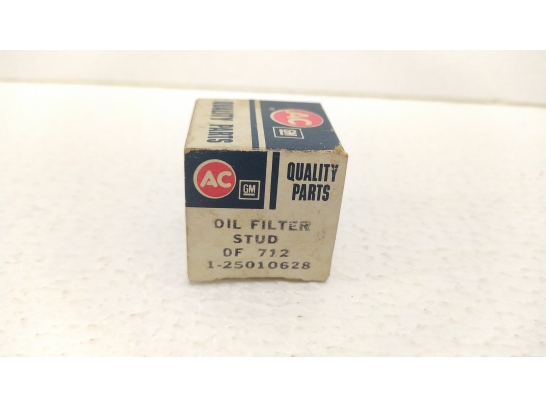 QUALITY PARTS
AC
GM
AC
GM
QUALITY
PARTS
OIL FILTER
STUD
OF 712
1-25010628